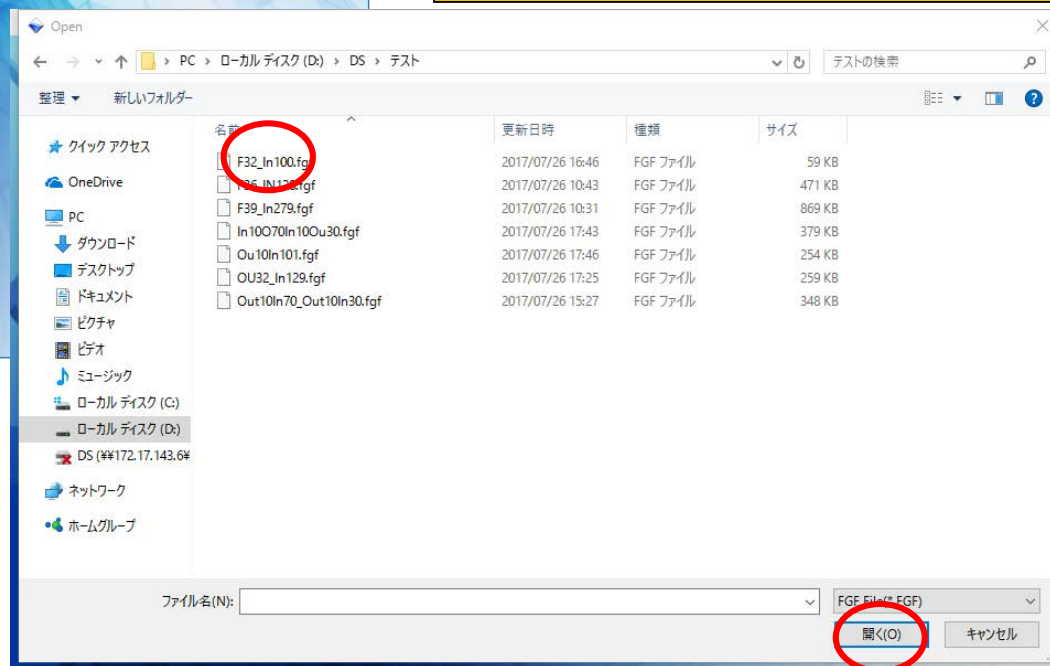 Open
PC › ローカル ディスク (D:) › DS › テスト
テストの検索
整理 新しいフォルダー
名前 更新日時 種類 サイズ
クイック アクセス
OneDrive
PC
ダウンロード
デスクトップ
ドキュメント
ピクチャ
ビデオ
ミュージック
ローカル ディスク (C:)
ローカル ディスク (D:)
DS (¥¥172.17.143.6¥
ネットワーク
ホームグループ
F32_In100.fgf 2017/07/26 16:46 FGF ファイル 59 KB
2017/07/26 10:43 FGF ファイル 471 KB
F39_In279.fgf 2017/07/26 10:31 FGF ファイル 869 KB
In10O70In10Ou30.fgf 2017/07/26 17:43 FGF ファイル 379 KB
Ou10In101.fgf 2017/07/26 17:46 FGF ファイル 254 KB
OU32_In129.fgf 2017/07/26 17:25 FGF ファイル 259 KB
Out10In70_Out10In30.fgf 2017/07/26 15:27 FGF ファイル 348 KB
ファイル名(N):
FGF File(*.FGF)
開く(O) キャンセル